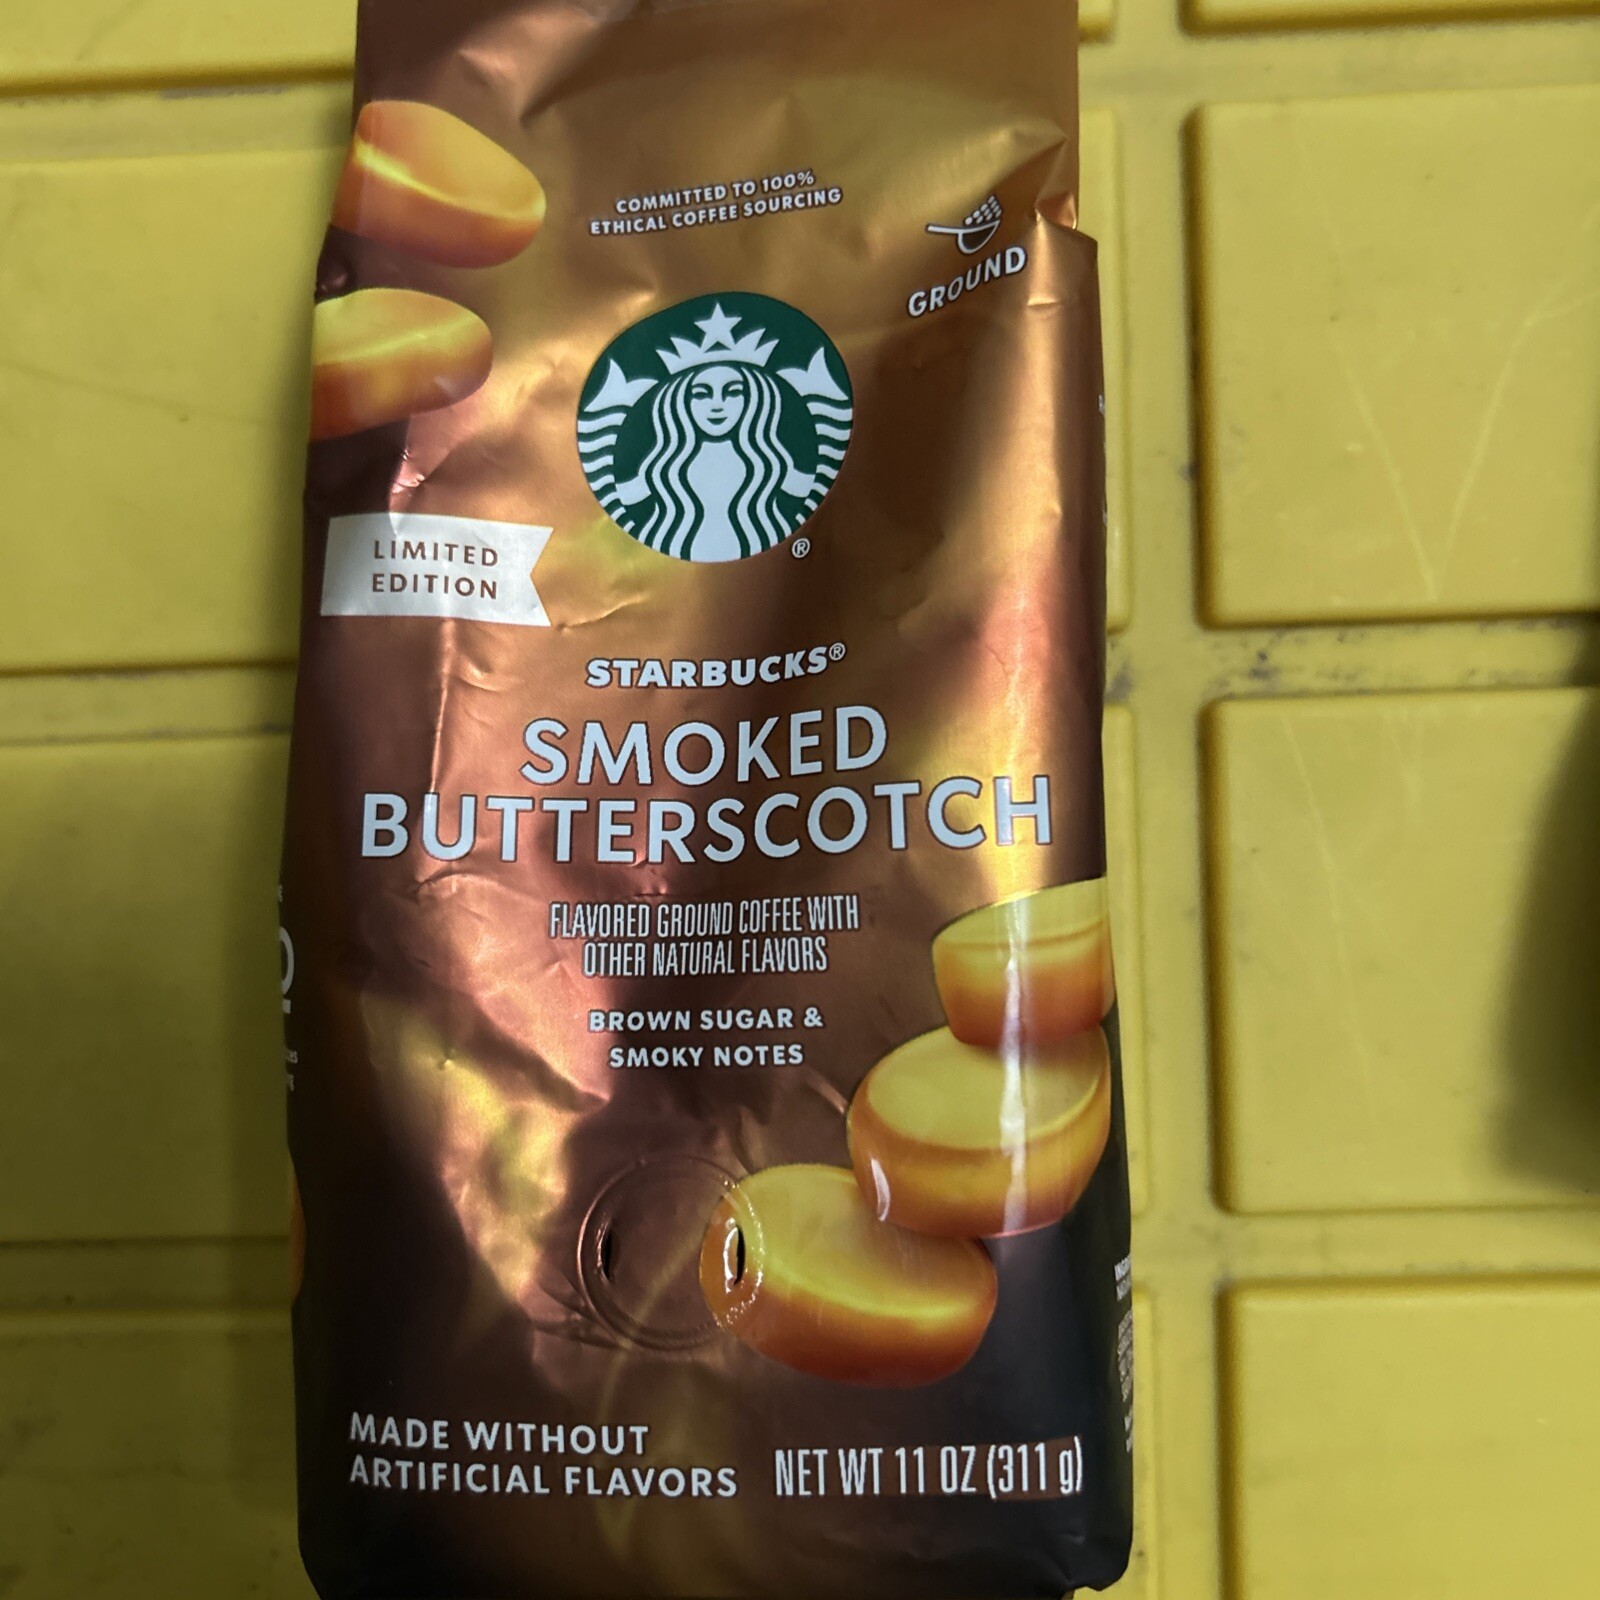 COMMITTED TO 100%
ETHICAL COFFEE SOURCING
GROUND
®
LIMITED
EDITION
STARBUCKS®
SMOKED
BUTTERSCOTCH
FLAVORED GROUND COFFEE WITH
OTHER NATURAL FLAVORS
BROWN SUGAR &
SMOKY NOTES
MADE WITHOUT
ARTIFICIAL FLAVORS
NET WT 11 OZ (311 g)